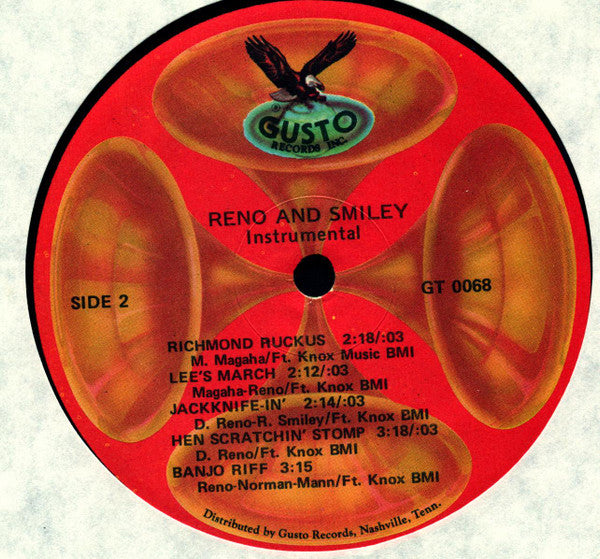 ®
GUSTO
RECORDS INC.
RENO AND SMILEY
Instrumental
SIDE 2
GT 0068
RICHMOND RUCKUS 2:18/:03
M. Magaha/Ft. Knox Music BMI
LEE'S MARCH 2:12/:03
Magaha-Reno/Ft. Knox BMI
JACKKNIFE-IN' 2:14/:03
D. Reno-R. Smiley/Ft. Knox BMI
HEN SCRATCHIN' STOMP 3:18/:03
D. Reno/Ft. Knox BMI
BANJO RIFF 3:15
Reno-Norman-Mann/Ft. Knox BMI
Distributed by Gusto Records, Nashville, Tenn.